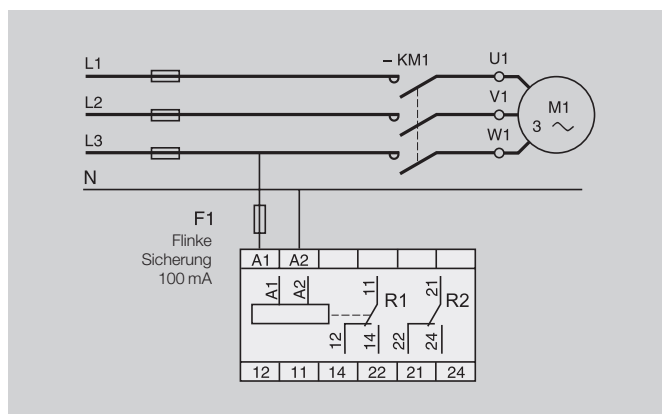 L1
– KM1
U1
L2
V1
M1
3
L3
W1
N
F1
Flinke
Sicherung
100 mA
A1 A2
A1 A2 11 R1 21 R2
12 14 22 24
12 11 14 22 21 24